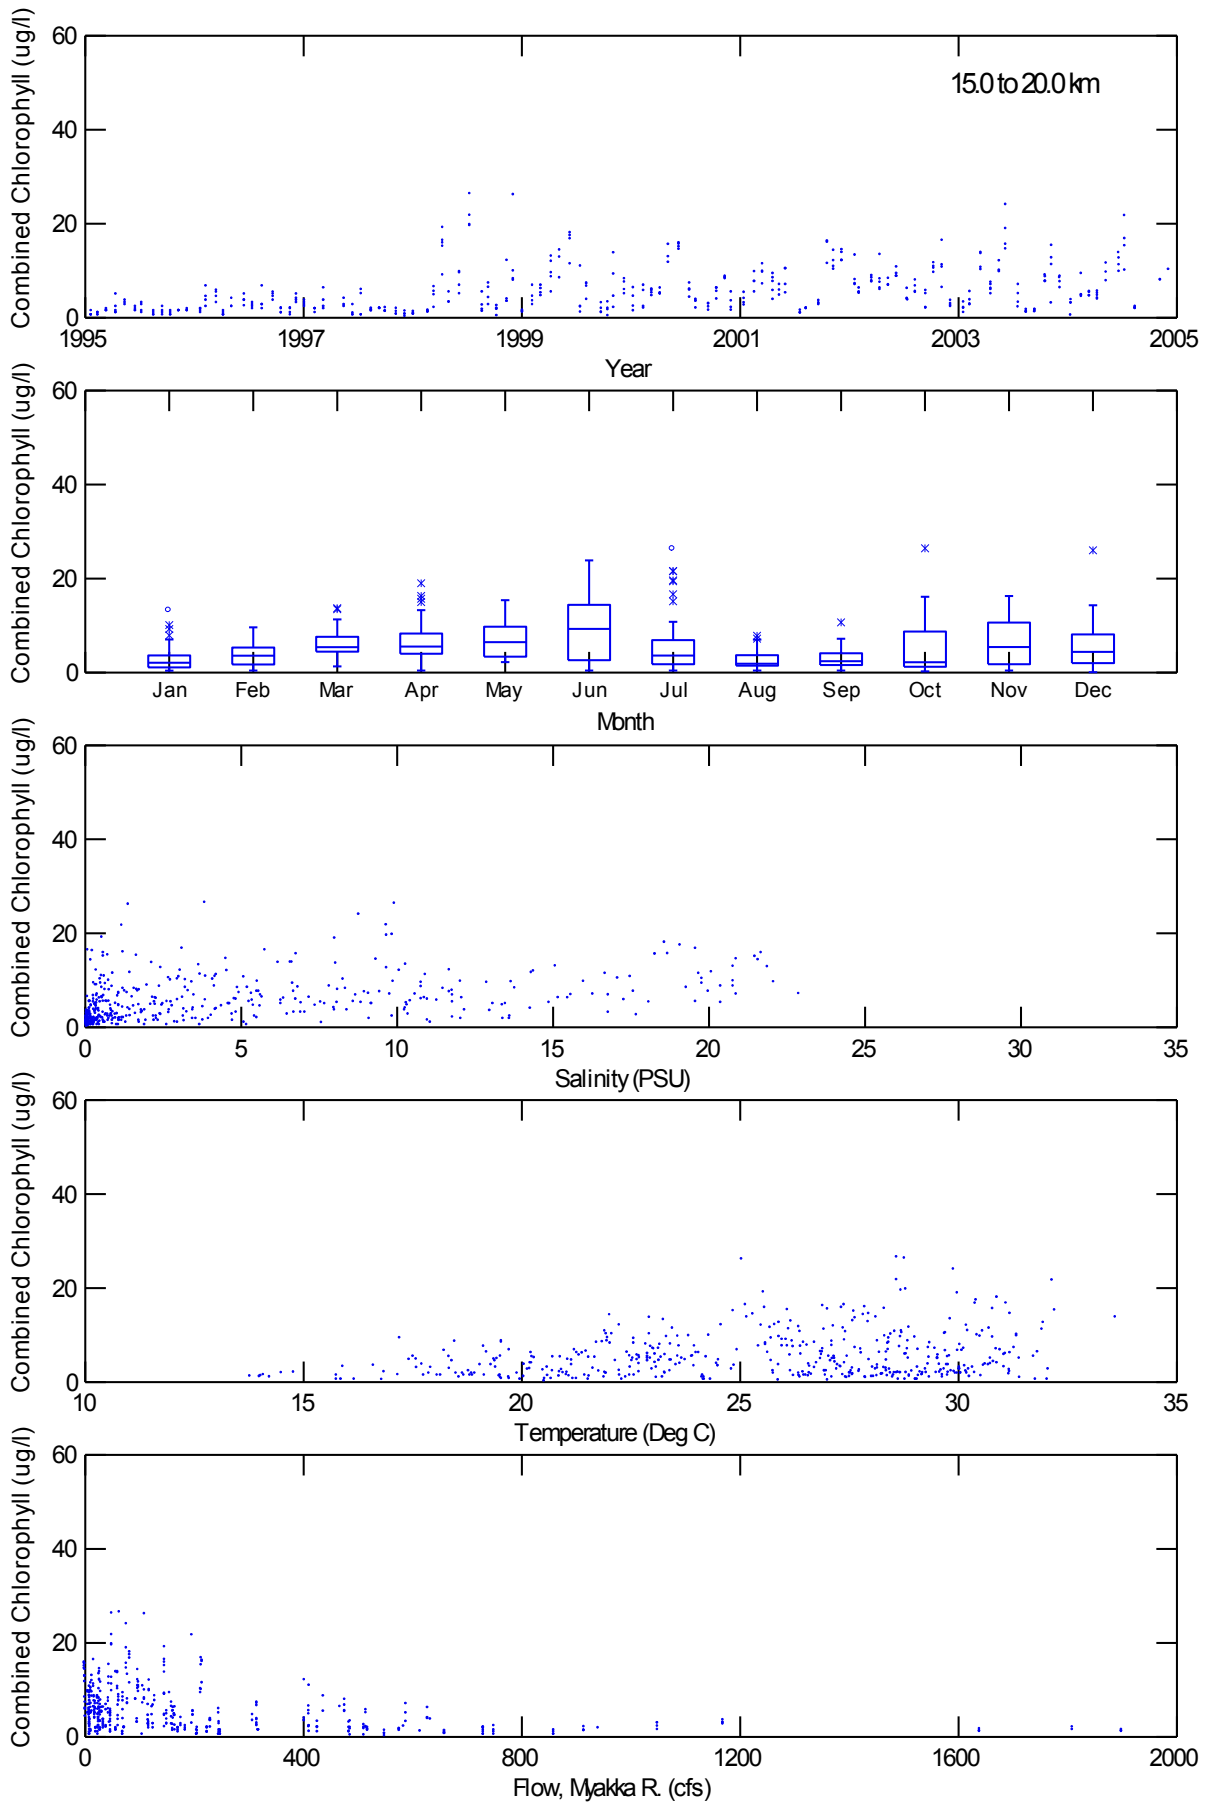 60
40
20
0
Combined Chlorophyll (ug/l)
15.0 to 20.0 km
1995 1997 1999 2001 2003 2005
Year
60
40
20
0
Combined Chlorophyll (ug/l)
Jan Feb Mar Apr May Jun Jul Aug Sep Oct Nov Dec
Month
60
40
20
0
Combined Chlorophyll (ug/l)
0 5 10 15 20 25 30 35
Salinity (PSU)
60
40
20
0
Combined Chlorophyll (ug/l)
10 15 20 25 30 35
Temperature (Deg C)
60
40
20
0
Combined Chlorophyll (ug/l)
0 400 800 1200 1600 2000
Flow, Myakka R. (cfs)